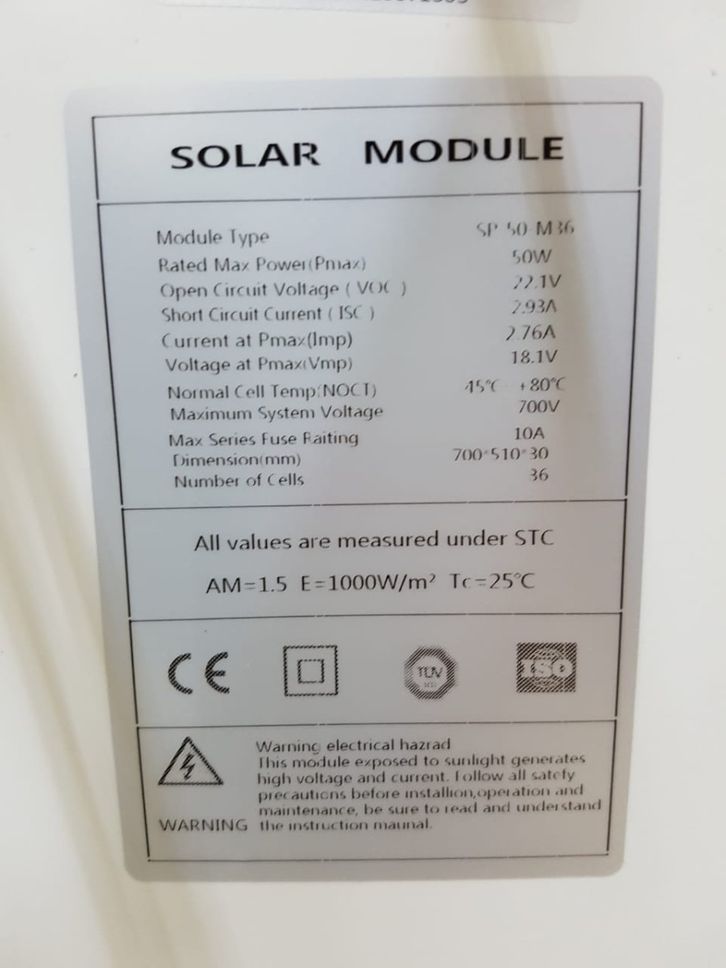 SOLAR MODULE
Module Type SP 50-M36
Rated Max Power(Pmax) 50W
Open Circuit Voltage ( VOC ) 22.1V
Short Circuit Current ( ISC ) 2.93A
Current at Pmax(Imp) 2.76A
Voltage at Pmax(Vmp) 18.1V
Normal Cell Temp(NOCT) 45℃ +80℃
Maximum System Voltage 700V
Max Series Fuse Raiting 10A
Dimension(mm) 700*510*30
Number of Cells 36
All values are measured under STC
AM=1.5 E=1000W/m² Tc=25℃
CE TUV ISO
Warning electrical hazrad
This module exposed to sunlight generates
high voltage and current. Follow all satefy
precautions before installion,operation and
maintenance, be sure to read and understand
WARNING the instruction maunal.